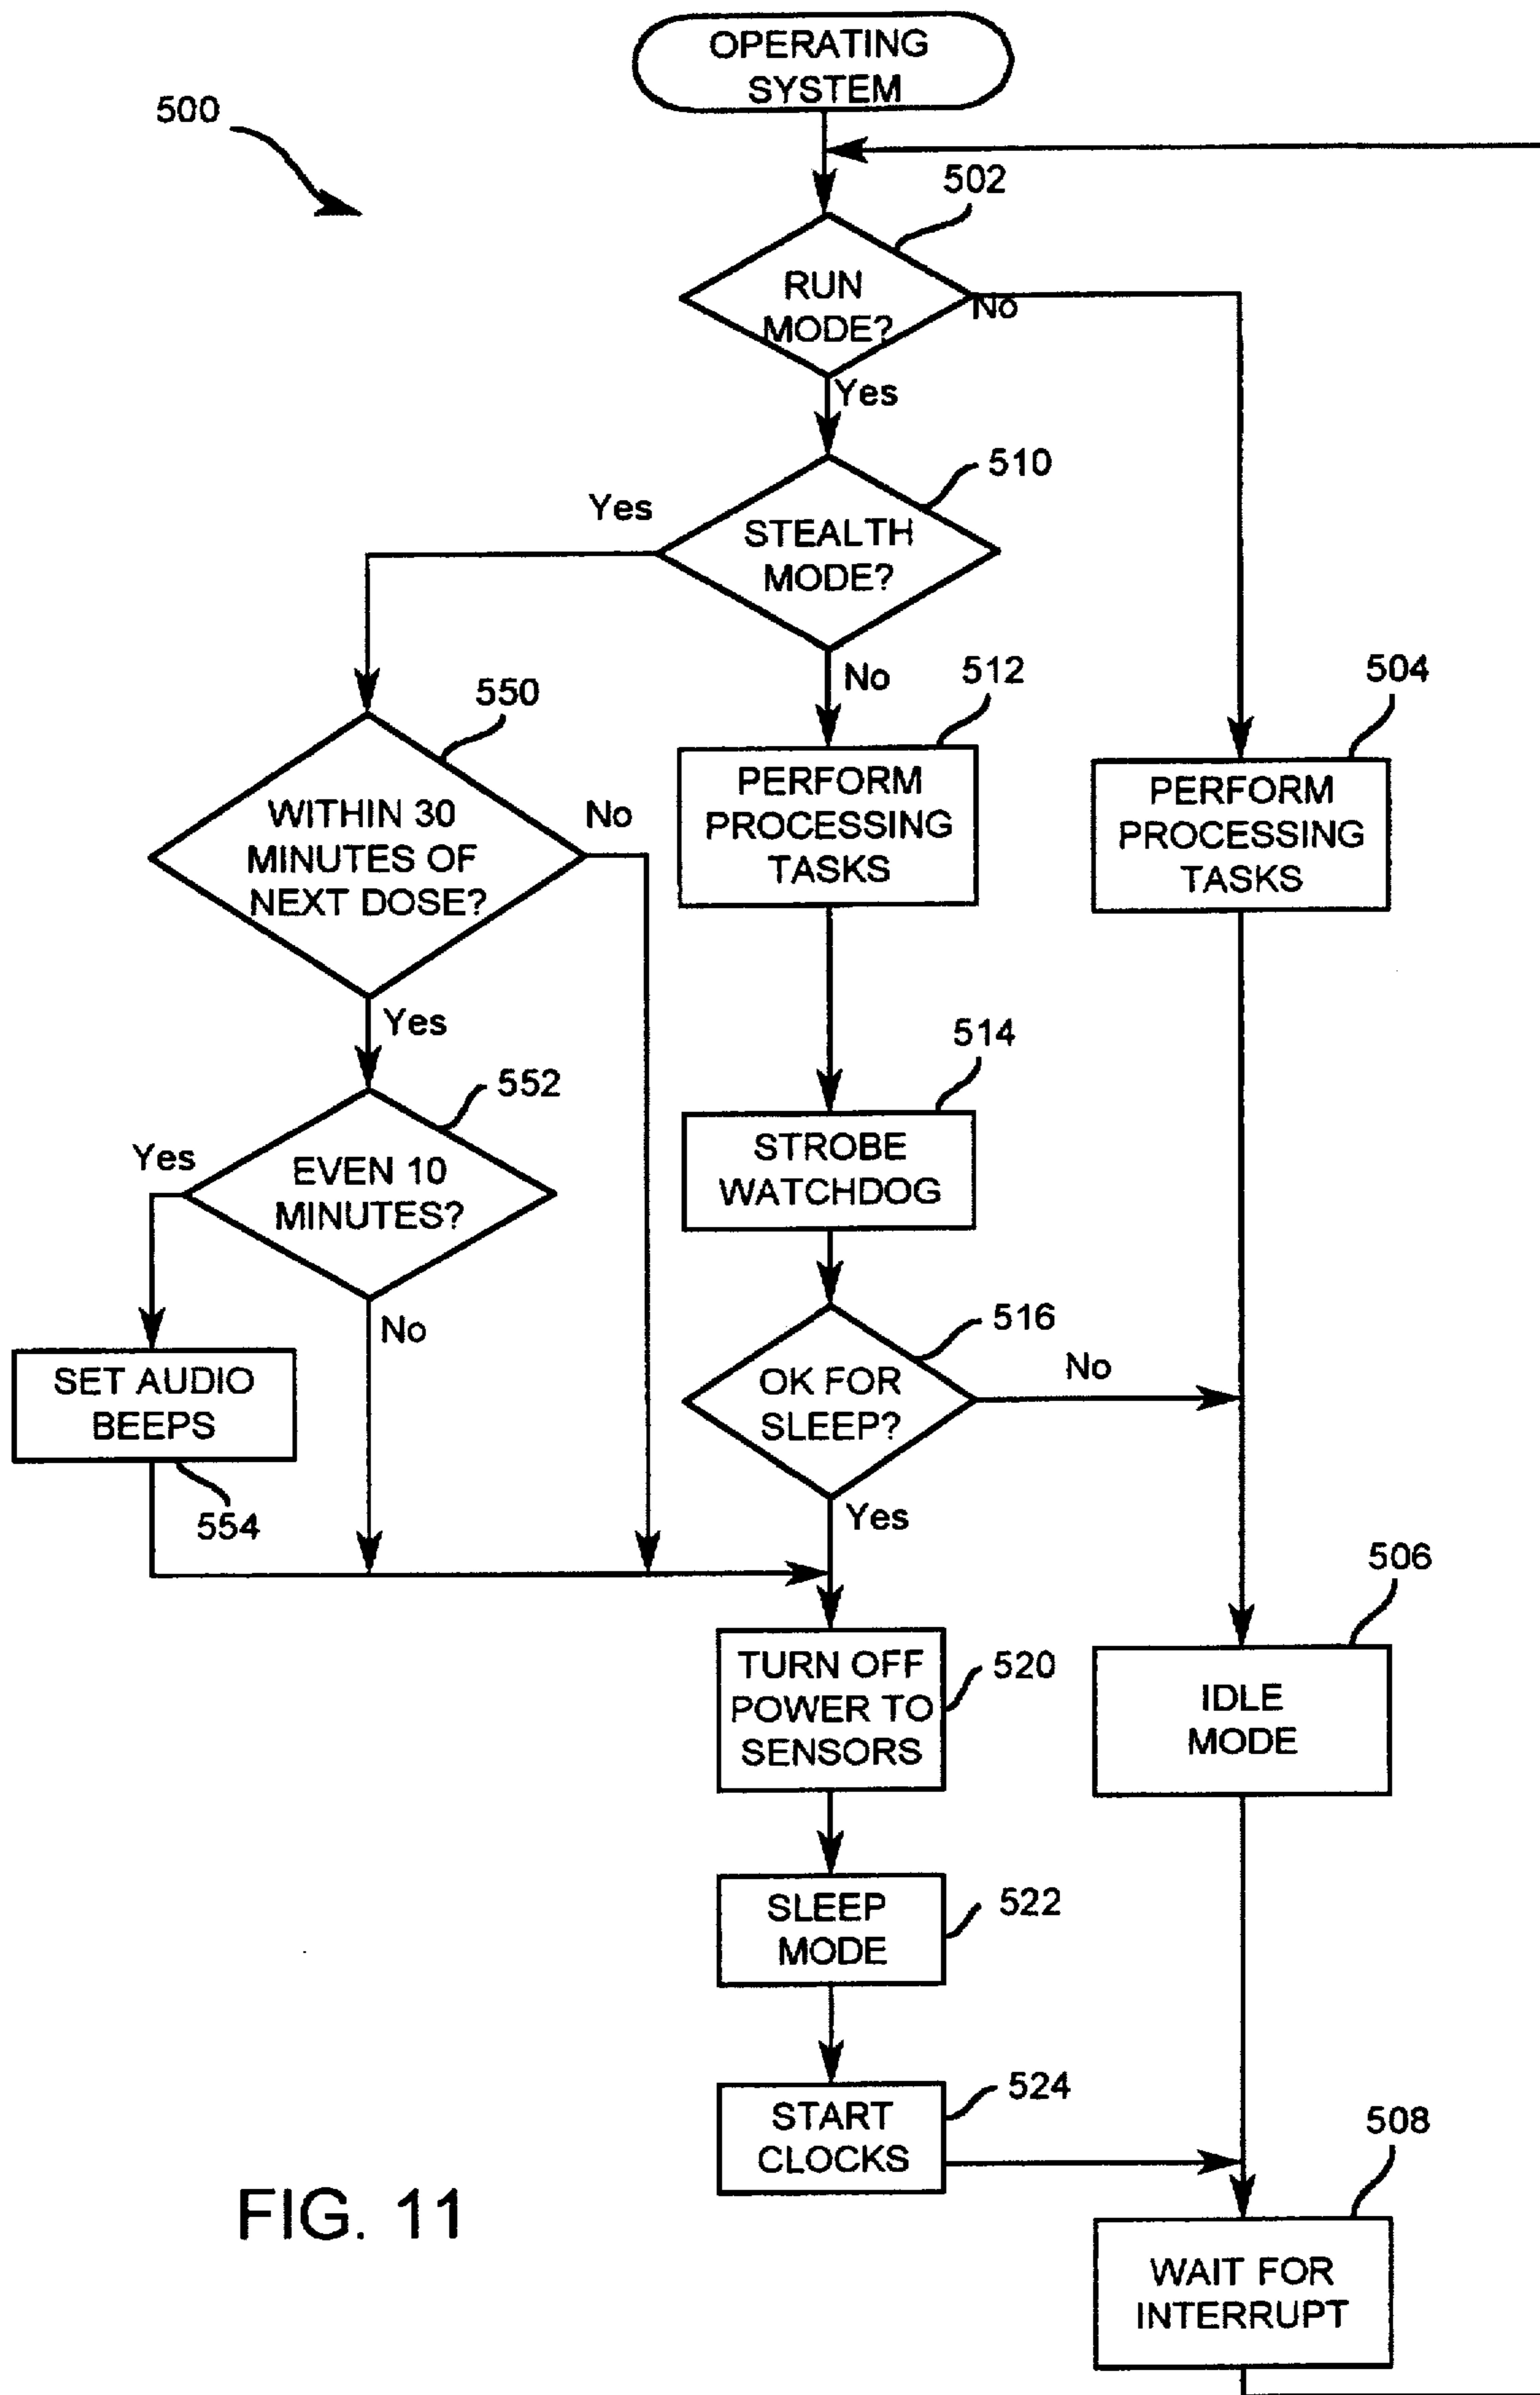 OPERATING
SYSTEM
500
502
RUN
MODE?
No
Yes
510
Yes
STEALTH
MODE?
No
512
504
550
PERFORM
PROCESSING
TASKS
PERFORM
PROCESSING
TASKS
WITHIN 30
MINUTES OF
NEXT DOSE?
No
Yes
514
552
Yes
EVEN 10
MINUTES?
STROBE
WATCHDOG
No
516
SET AUDIO
BEEPS
OK FOR
SLEEP?
No
554
Yes
506
TURN OFF
POWER TO
SENSORS
520
IDLE
MODE
SLEEP
MODE
522
START
CLOCKS
524
508
FIG. 11
WAIT FOR
INTERRUPT